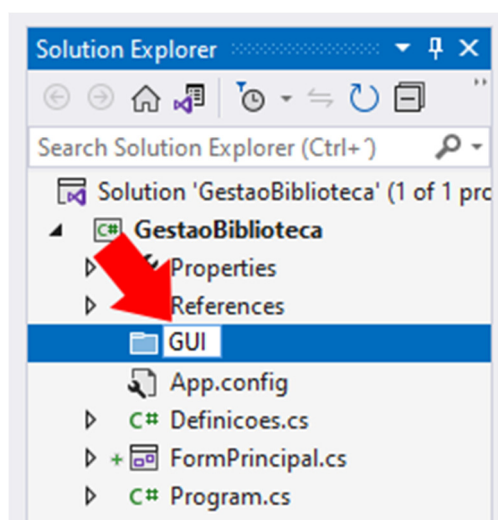 Solution Explorer
Search Solution Explorer (Ctrl+´)
Solution 'GestaoBiblioteca' (1 of 1 prc
C# GestaoBiblioteca
Properties
References
GUI
App.config
C# Definicoes.cs
+ FormPrincipal.cs
C# Program.cs